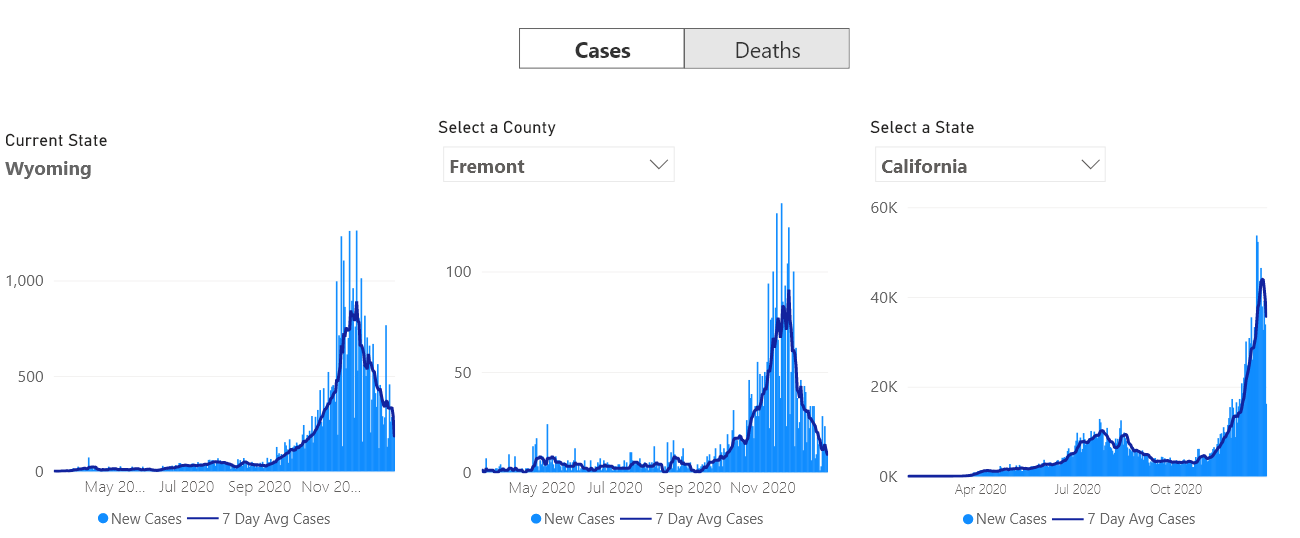 Cases Deaths
Current State
Wyoming
1,000
500
0
May 20... Jul 2020 Sep 2020 Nov 20...
New Cases 7 Day Avg Cases
Select a County
Fremont
100
50
0
May 2020 Jul 2020 Sep 2020 Nov 2020
New Cases 7 Day Avg Cases
Select a State
California
60K
40K
20K
0K
Apr 2020 Jul 2020 Oct 2020
New Cases 7 Day Avg Cases